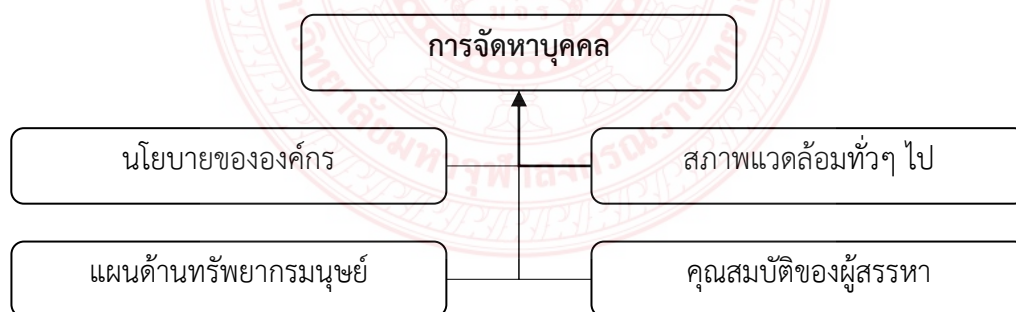 การจัดหาบุคคล
นโยบายขององค์กร
สภาพแวดล้อมทั่วๆ ไป
แผนด้านทรัพยากรมนุษย์
คุณสมบัติของผู้สรรหา